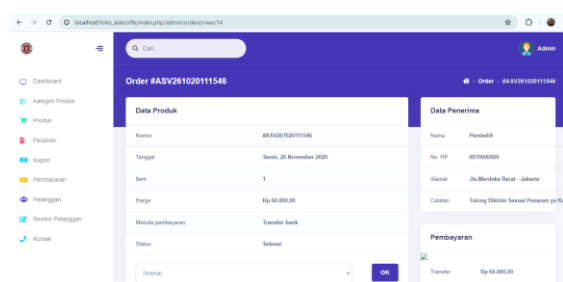 localhost/toko_alatcoffe/index.php/admin/orders/view/14
Cari...
Admin
Order #ASV261020111546
Order - #ASV261020111546
Dashboard
Kategori Produk
Produk
Pesanan
Kupon
Pembayaran
Pelanggan
Review Pelanggan
Kontak
Data Produk
Nomor #ASV261020111546
Tanggal Senin, 26 November 2020
Item 1
Harga Rp 60.000,00
Metode pembayaran Transfer bank
Status Selesai
Selesai OK
Data Penerima
Nama Pembeli4
No. HP
Alamat Jln.Merdeka Barat - Jakarta
Catatan Tolong Dikirim Sesuai Pesanan ya
Pembayaran
Transfer Rp 60.000,00